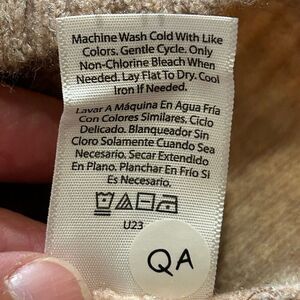 Machine Wash Cold With Like
Colors. Gentle Cycle. Only
Non-Chlorine Bleach When
Needed. Lay Flat To Dry. Cool
Iron If Needed.
Lavar A Máquina En Agua Fría
Con Colores Similares. Ciclo
Delicado. Blanqueador Sin
Cloro Solamente Cuando Sea
Necesario. Secar Extendido
En Plano. Planchar En Frío Si
Es Necesario.
U23
QA